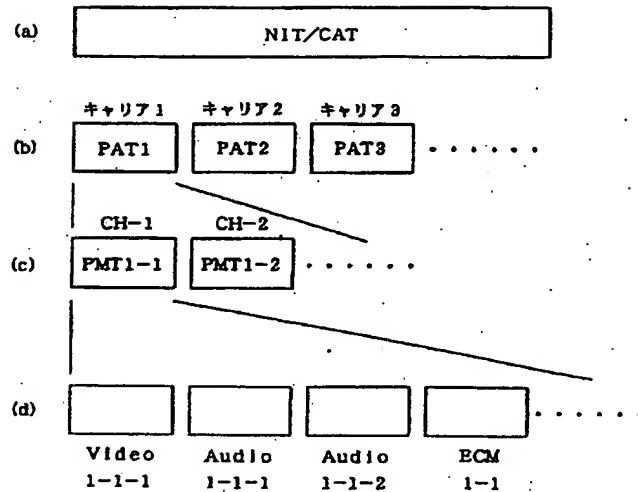 (a) NIT/CAT
キャリア1 キャリア2 キャリア3
(b) PAT1 PAT2 PAT3 ・・・・・・
CH-1 CH-2
(c) PMT1-1 PMT1-2 ・・・・・・
(d) ・・・・・・
Video Audio Audio ECM
1-1-1 1-1-1 1-1-2 1-1